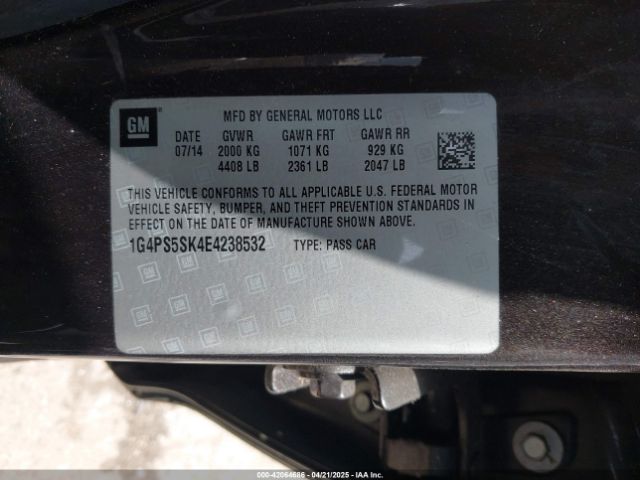 GM
MFD BY GENERAL MOTORS LLC
DATE GVWR GAWR FRT GAWR RR
07/14 2000 KG 1071 KG 929 KG
4408 LB 2361 LB 2047 LB
THIS VEHICLE CONFORMS TO ALL APPLICABLE U.S. FEDERAL MOTOR
VEHICLE SAFETY, BUMPER, AND THEFT PREVENTION STANDARDS IN
EFFECT ON THE DATE OF MANUFACTURE SHOWN ABOVE.
1G4PS5SK4E4238532 TYPE: PASS CAR
000-42064686 - 04/21/2025 - IAAI.COM